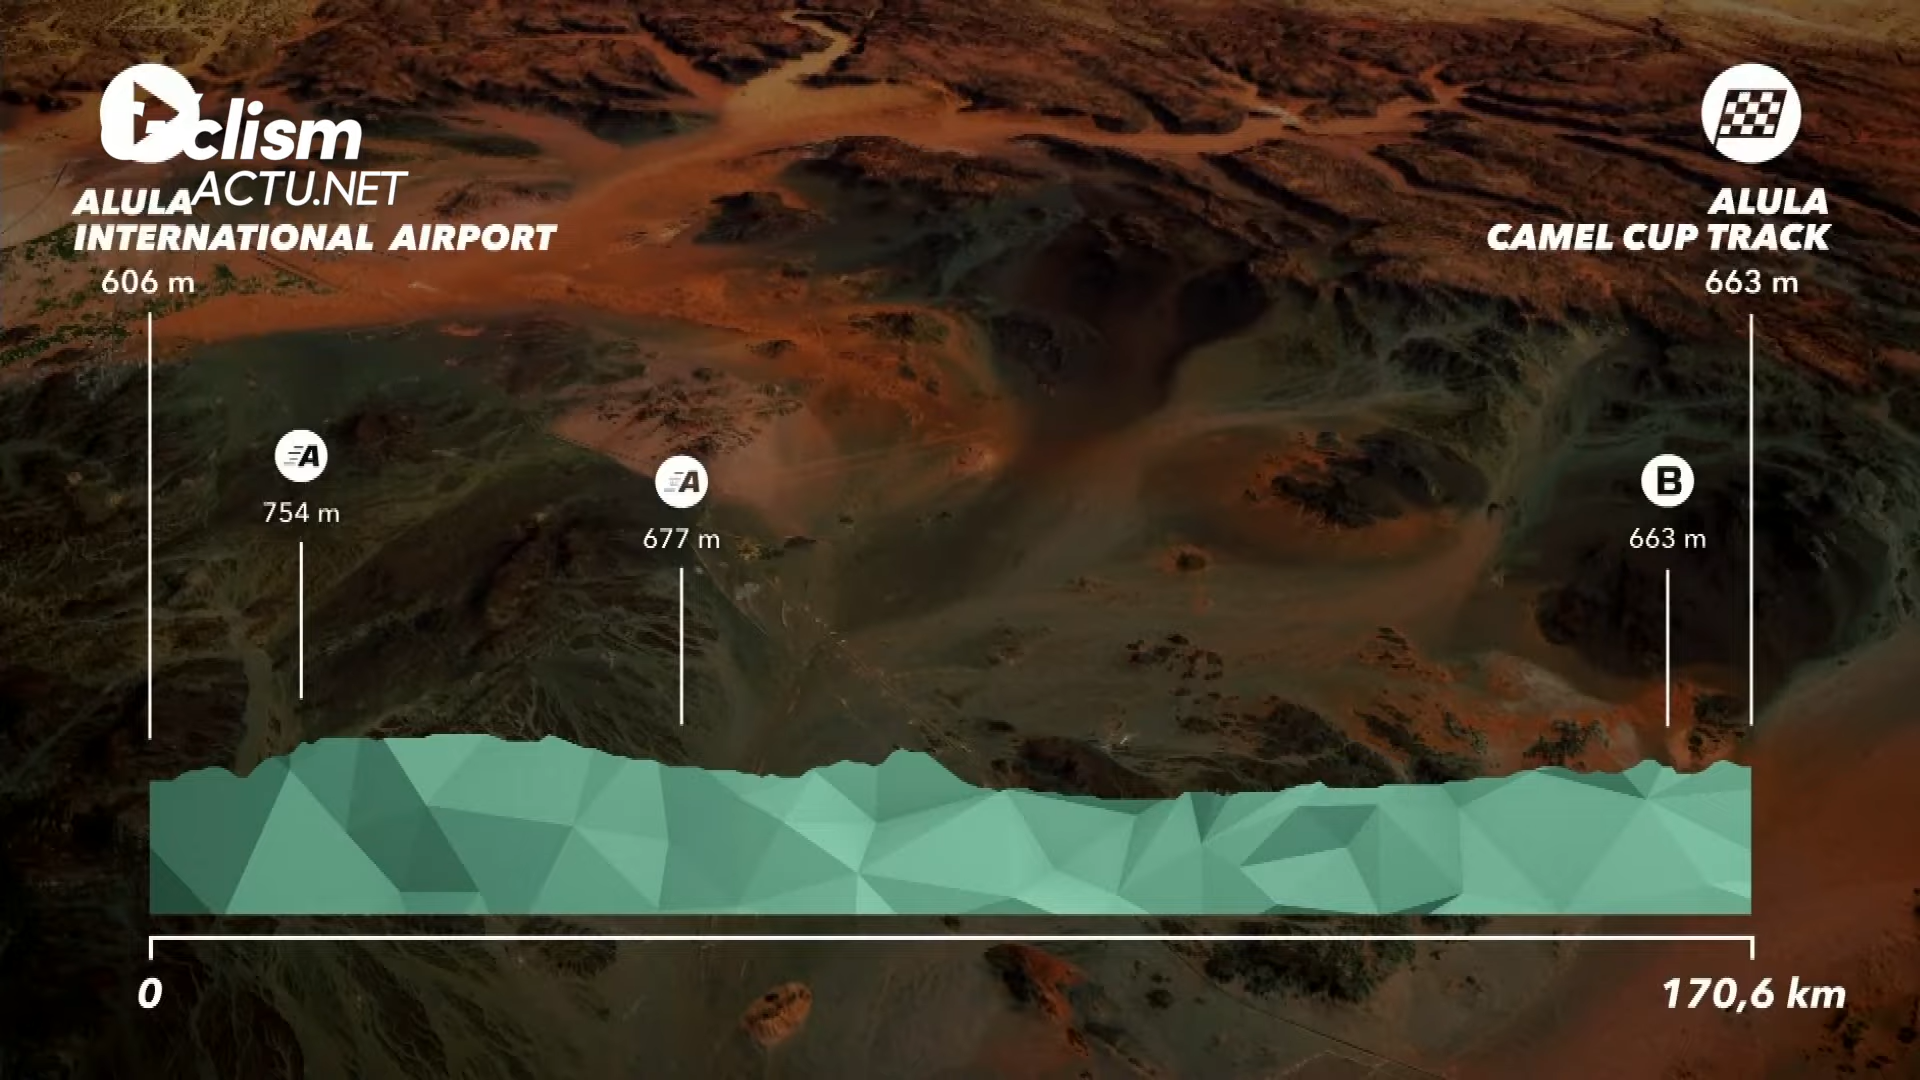 clism
ACTU.NET
ALULA
INTERNATIONAL AIRPORT
606 m
ALULA
CAMEL CUP TRACK
663 m
A
754 m
A
677 m
B
663 m
0
170,6 km